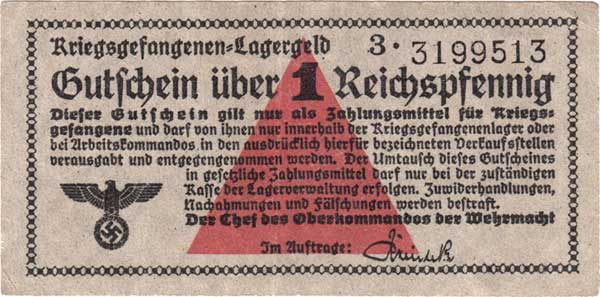 Kriegsgefangenen-Lagergeld 3 · 3199513
Gutschein über 1 Reichspfennig
Dieser Gutschein gilt nur als Zahlungsmittel für Kriegs-
gefangene und darf von ihnen nur innerhalb der Kriegsgefangenenlager oder
bei Arbeitskommandos in den ausdrücklich hierfür bezeichneten Verkaufsstellen
verausgabt und entgegengenommen werden. Der Umtausch dieses Gutscheines
in gesetzliche Zahlungsmittel darf nur bei der zuständigen
Kasse der Lagerverwaltung erfolgen. Zuwiderhandlungen,
Nachahmungen und Fälschungen werden bestraft.
Der Chef des Oberkommandos der Wehrmacht
Im Auftrage: